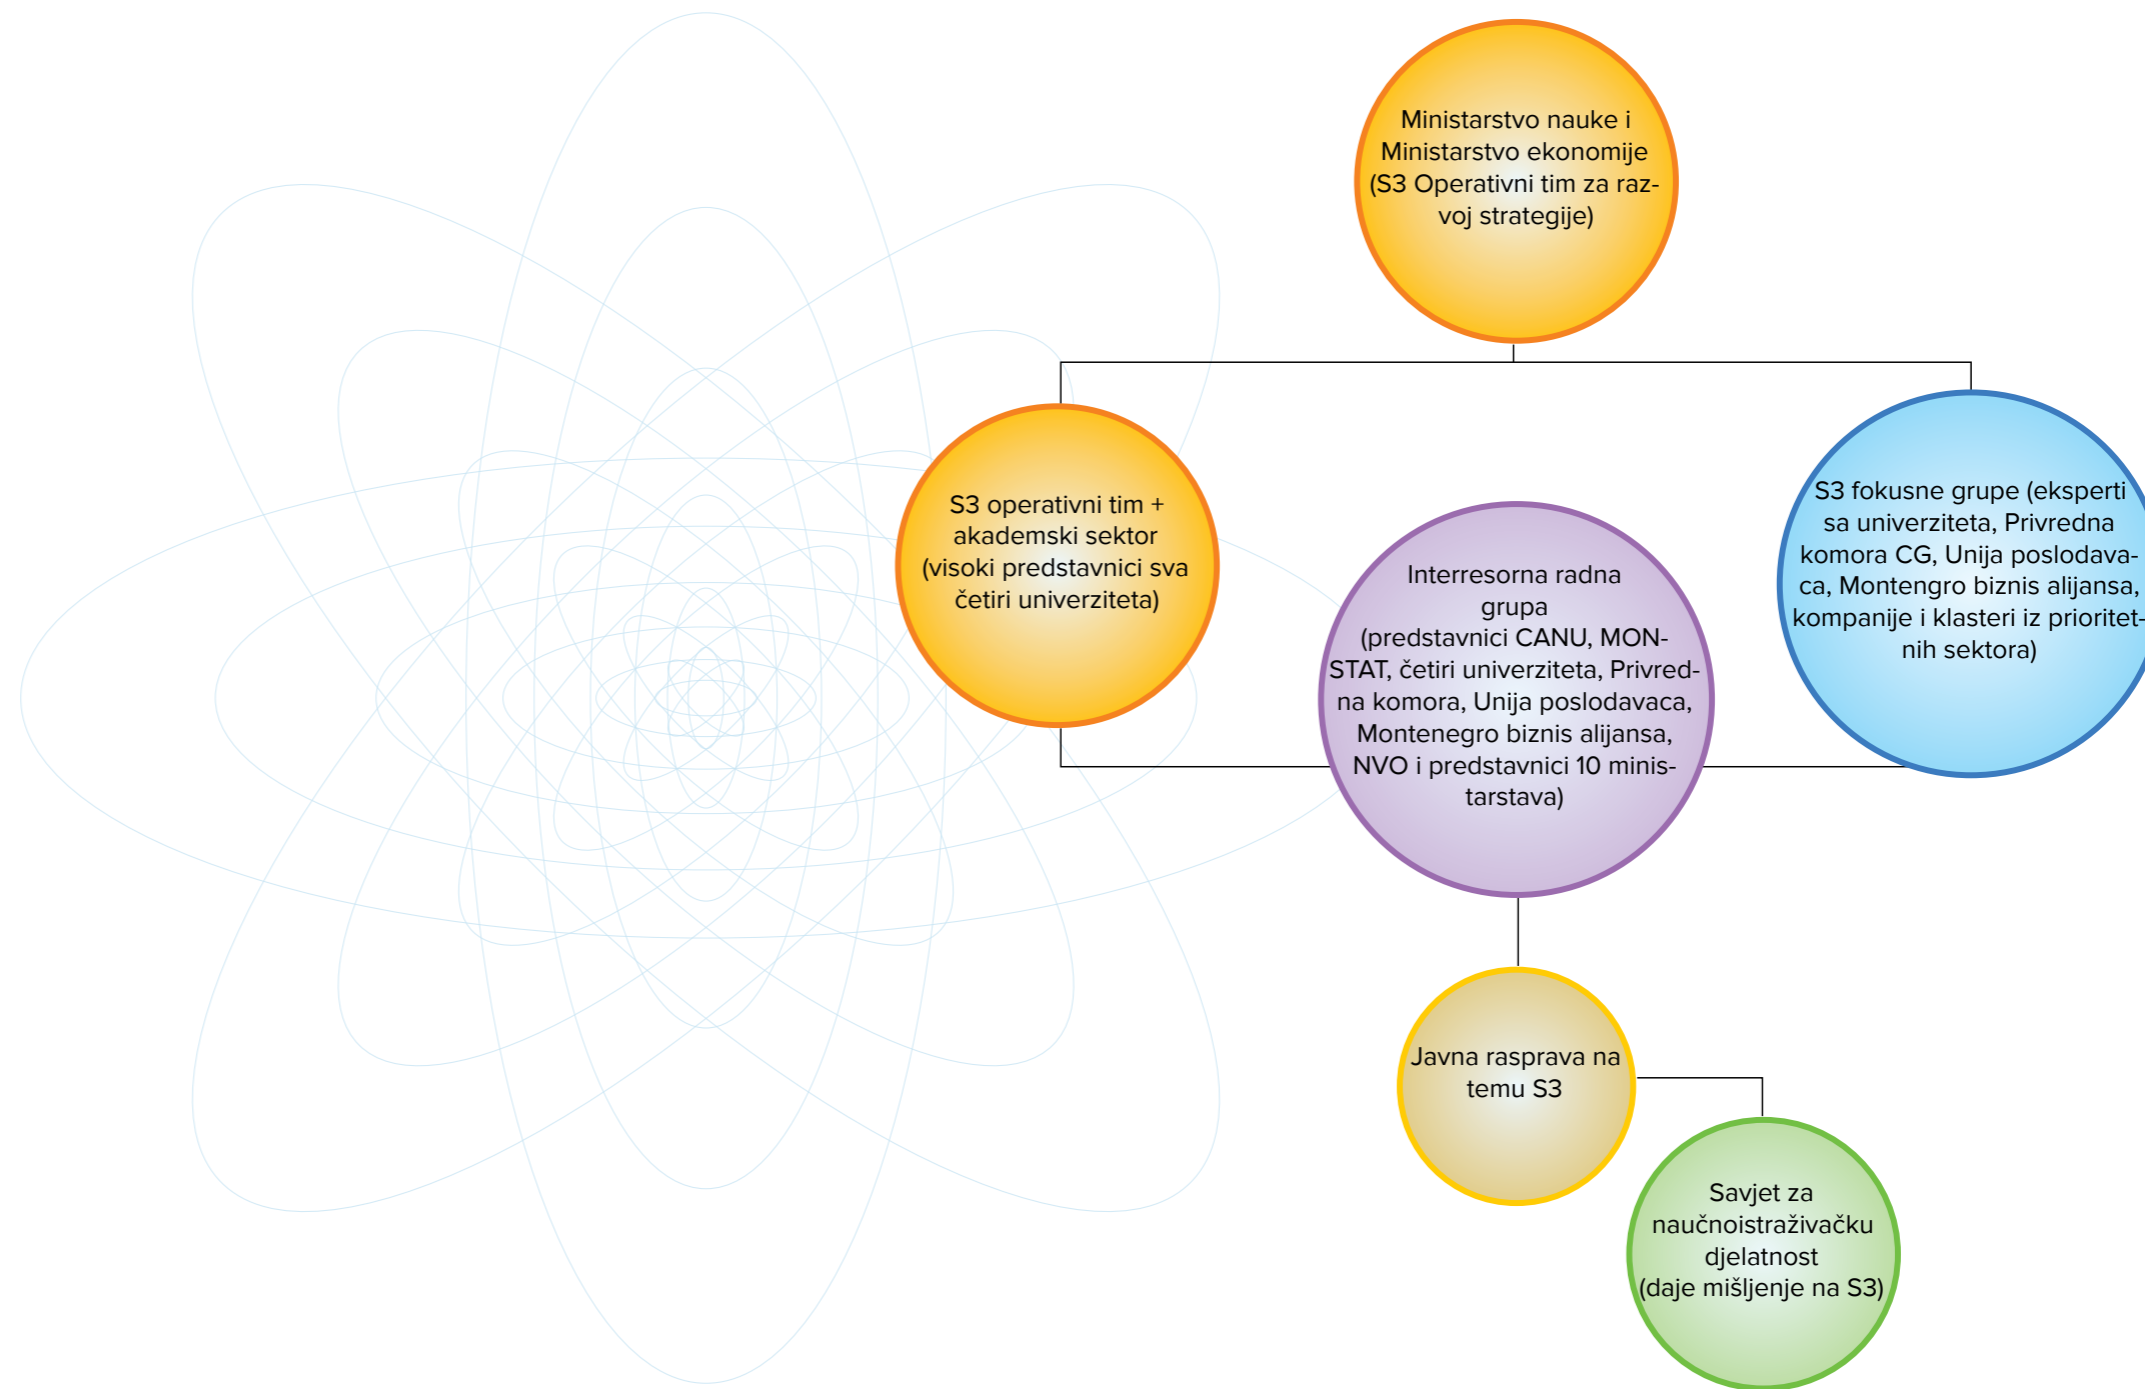 Ministarstvo nauke i
Ministarstvo ekonomije
(S3 Operativni tim za raz-
voj strategije)
S3 operativni tim +
akademski sektor
(visoki predstavnici sva
četiri univerziteta)
S3 fokusne grupe (eksperti
sa univerziteta, Privredna
komora CG, Unija poslodava-
ca, Montengro biznis alijansa,
kompanije i klasteri iz prioritet-
nih sektora)
Interresorna radna
grupa
(predstavnici CANU, MON-
STAT, četiri univerziteta, Privred-
na komora, Unija poslodavaca,
Montenegro biznis alijansa,
NVO i predstavnici 10 minis-
tarstava)
Javna rasprava na
temu S3
Savjet za
naučnoistraživačku
djelatnost
(daje mišljenje na S3)